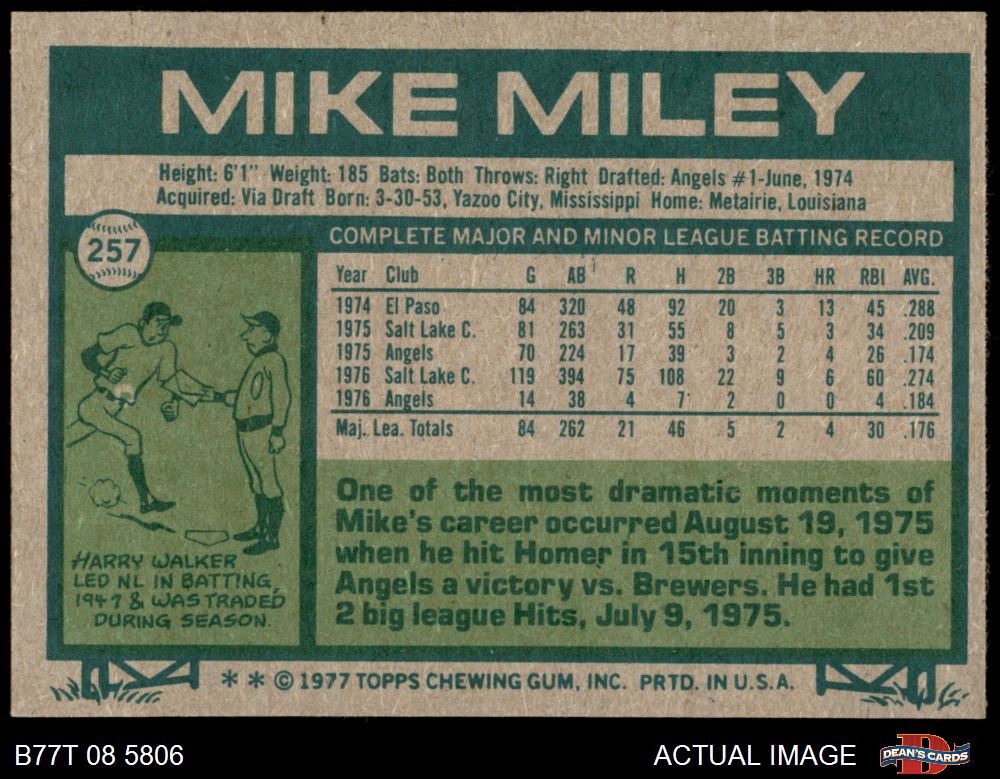 MIKE MILEY
Height: 6'1" Weight: 185 Bats: Both Throws: Right Drafted: Angels #1-June, 1974
Acquired: Via Draft Born: 3-30-53, Yazoo City, Mississippi Home: Metairie, Louisiana
257
COMPLETE MAJOR AND MINOR LEAGUE BATTING RECORD
Year Club G AB R H 2B 3B HR RBI AVG.
1974 El Paso 84 320 48 92 20 3 13 45 .288
1975 Salt Lake C. 81 263 31 55 8 5 3 34 .209
1975 Angels 70 224 17 39 3 2 4 26 .174
1976 Salt Lake C. 119 394 75 108 22 9 6 60 .274
1976 Angels 14 38 4 7 2 0 0 4 .184
Maj. Lea. Totals 84 262 21 46 5 2 4 30 .176
One of the most dramatic moments of
Mike's career occurred August 19, 1975
when he hit Homer in 15th inning to give
Angels a victory vs. Brewers. He had 1st
2 big league Hits, July 9, 1975.
HARRY WALKER
LED NL IN BATTING,
1947 & WAS TRADED
DURING SEASON.
* * © 1977 TOPPS CHEWING GUM, INC. PRTD. IN U.S.A.
B77T 08 5806
ACTUAL IMAGE
DEAN'S CARDS